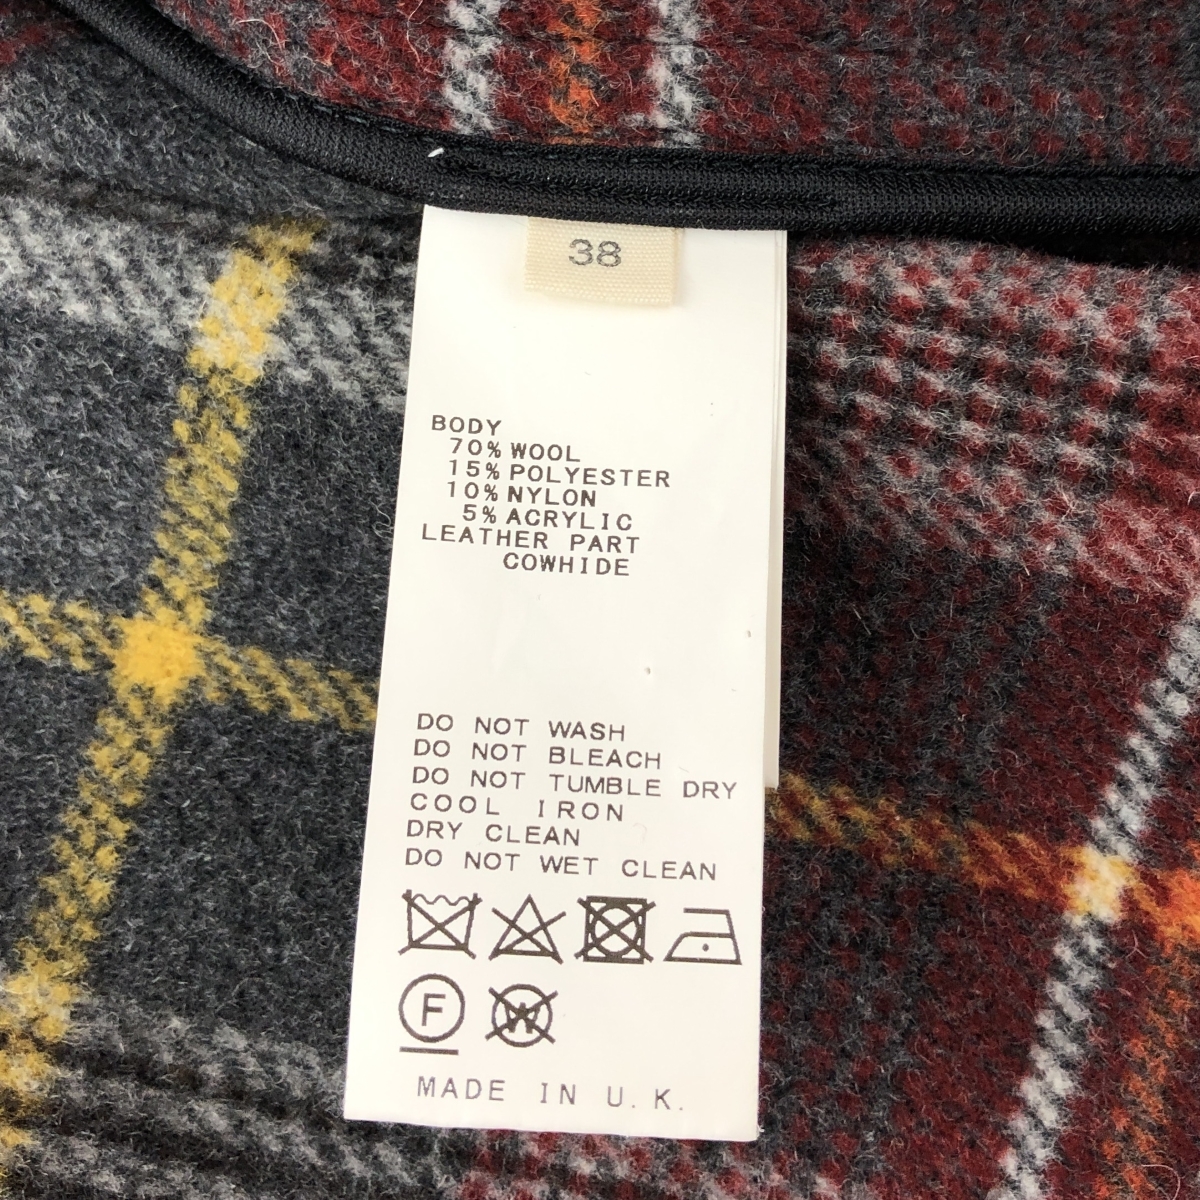 38
BODY
70% WOOL
15% POLYESTER
10% NYLON
5% ACRYLIC
LEATHER PART
COWHIDE
DO NOT WASH
DO NOT BLEACH
DO NOT TUMBLE DRY
COOL IRON
DRY CLEAN
DO NOT WET CLEAN
F W
MADE IN U.K.